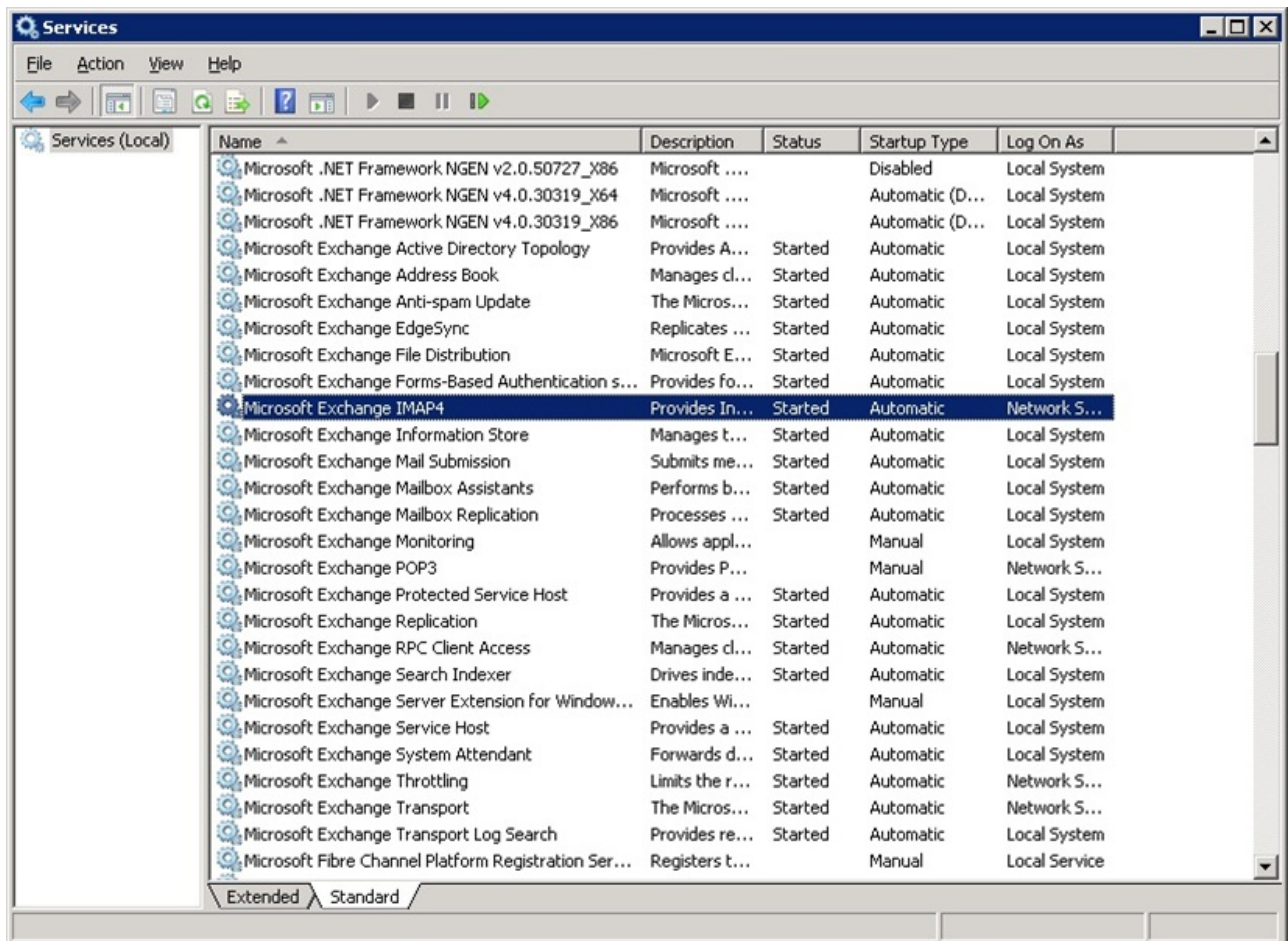 Services
File Action View Help
Services (Local)
Name Description Status Startup Type Log On As
Microsoft .NET Framework NGEN v2.0.50727_X86 Microsoft .... Disabled Local System
Microsoft .NET Framework NGEN v4.0.30319_X64 Microsoft .... Automatic (D... Local System
Microsoft .NET Framework NGEN v4.0.30319_X86 Microsoft .... Automatic (D... Local System
Microsoft Exchange Active Directory Topology Provides A... Started Automatic Local System
Microsoft Exchange Address Book Manages cl... Started Automatic Local System
Microsoft Exchange Anti-spam Update The Micros... Started Automatic Local System
Microsoft Exchange EdgeSync Replicates ... Started Automatic Local System
Microsoft Exchange File Distribution Microsoft E... Started Automatic Local System
Microsoft Exchange Forms-Based Authentication s... Provides fo... Started Automatic Local System
Microsoft Exchange IMAP4 Provides In... Started Automatic Network S...
Microsoft Exchange Information Store Manages t... Started Automatic Local System
Microsoft Exchange Mail Submission Submits me... Started Automatic Local System
Microsoft Exchange Mailbox Assistants Performs b... Started Automatic Local System
Microsoft Exchange Mailbox Replication Processes ... Started Automatic Local System
Microsoft Exchange Monitoring Allows appl... Manual Local System
Microsoft Exchange POP3 Provides P... Manual Network S...
Microsoft Exchange Protected Service Host Provides a ... Started Automatic Local System
Microsoft Exchange Replication The Micros... Started Automatic Local System
Microsoft Exchange RPC Client Access Manages cl... Started Automatic Network S...
Microsoft Exchange Search Indexer Drives inde... Started Automatic Local System
Microsoft Exchange Server Extension for Window... Enables Wi... Manual Local System
Microsoft Exchange Service Host Provides a ... Started Automatic Local System
Microsoft Exchange System Attendant Forwards d... Started Automatic Local System
Microsoft Exchange Throttling Limits the r... Started Automatic Network S...
Microsoft Exchange Transport The Micros... Started Automatic Network S...
Microsoft Exchange Transport Log Search Provides re... Started Automatic Local System
Microsoft Fibre Channel Platform Registration Ser... Registers t... Manual Local Service
Extended Standard